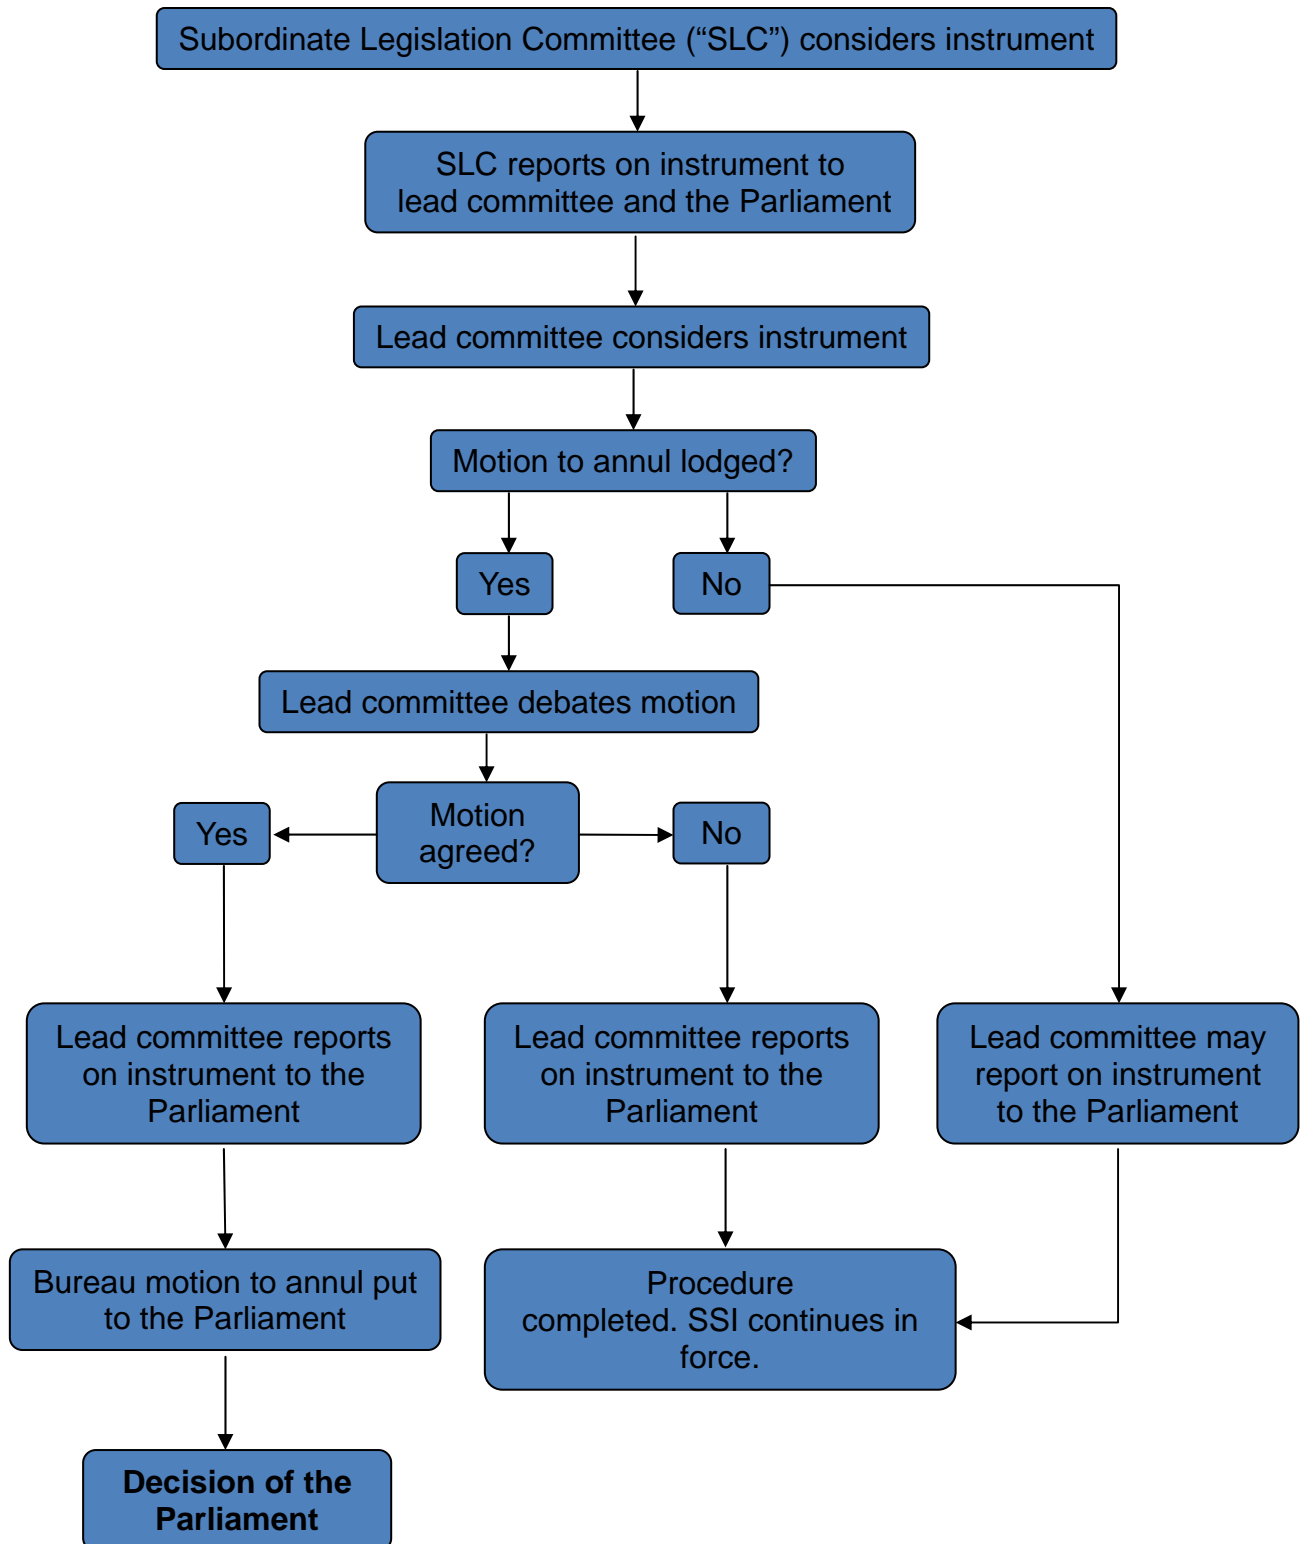 Subordinate Legislation Committee (“SLC”) considers instrument
SLC reports on instrument to
lead committee and the Parliament
Lead committee considers instrument
Motion to annul lodged?
Yes
No
Lead committee debates motion
Yes
Motion
agreed?
No
Lead committee reports
on instrument to the
Parliament
Lead committee reports
on instrument to the
Parliament
Lead committee may
report on instrument
to the Parliament
Bureau motion to annul put
to the Parliament
Procedure
completed. SSI continues in
force.
Decision of the
Parliament